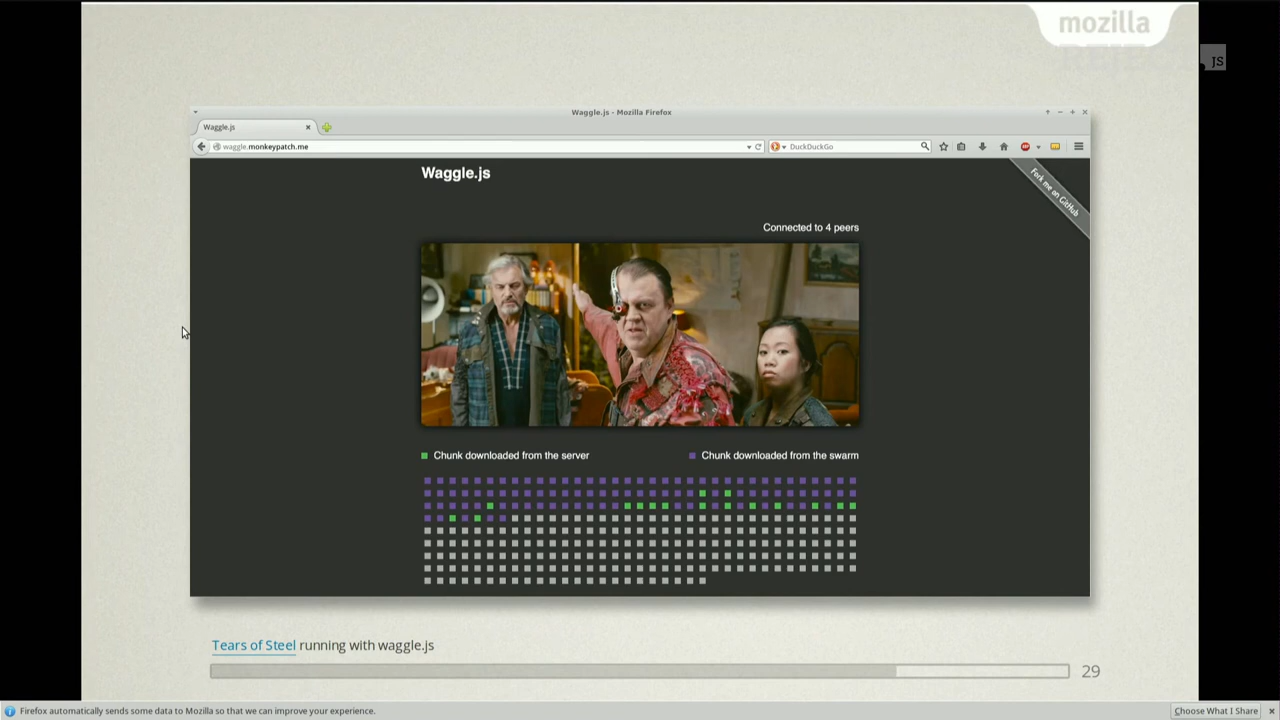 mozilla
JS
Waggle.js - Mozilla Firefox
Waggle.js
waggle.monkeypatch.me
DuckDuckGo
Waggle.js
Fork me on GitHub
Connected to 4 peers
Chunk downloaded from the server
Chunk downloaded from the swarm
Tears of Steel running with waggle.js
29
Firefox automatically sends some data to Mozilla so that we can improve your experience.
Choose What I Share